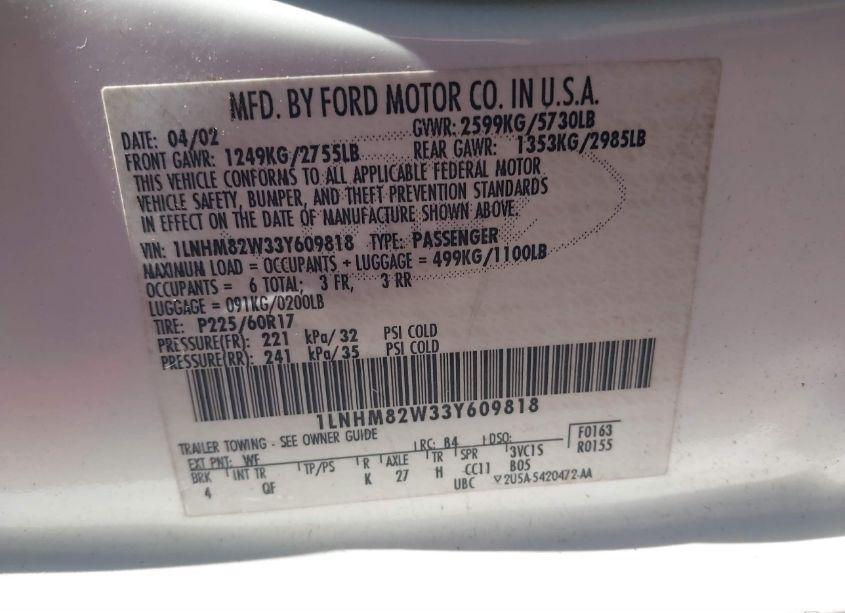 MFD. BY FORD MOTOR CO. IN U.S.A.
DATE: 04/02 GVWR: 2599KG/5730LB
FRONT GAWR: 1249KG/2755LB REAR GAWR: 1353KG/2985LB
THIS VEHICLE CONFORMS TO ALL APPLICABLE FEDERAL MOTOR
VEHICLE SAFETY, BUMPER, AND THEFT PREVENTION STANDARDS
IN EFFECT ON THE DATE OF MANUFACTURE SHOWN ABOVE.
VIN: 1LNHM82W33Y609818 TYPE: PASSENGER
MAXIMUM LOAD = OCCUPANTS + LUGGAGE = 499KG/1100LB
OCCUPANTS = 6 TOTAL; 3 FR, 3 RR
LUGGAGE = 091KG/0200LB
TIRE: P225/60R17
PRESSURE(FR): 221 kPa/ 32 PSI COLD
PRESSURE(RR): 241 kPa/ 35 PSI COLD
1LNHM82W33Y609818
TRAILER TOWING - SEE OWNER GUIDE
EXT PNT: WF RC: 84 DSO: F0163
R0155
BRK INT TR TP/PS R AXLE TR SPR 3VC1S
4 QF K 27 H CC11 B05
UBC 2U5A-5420472-AA